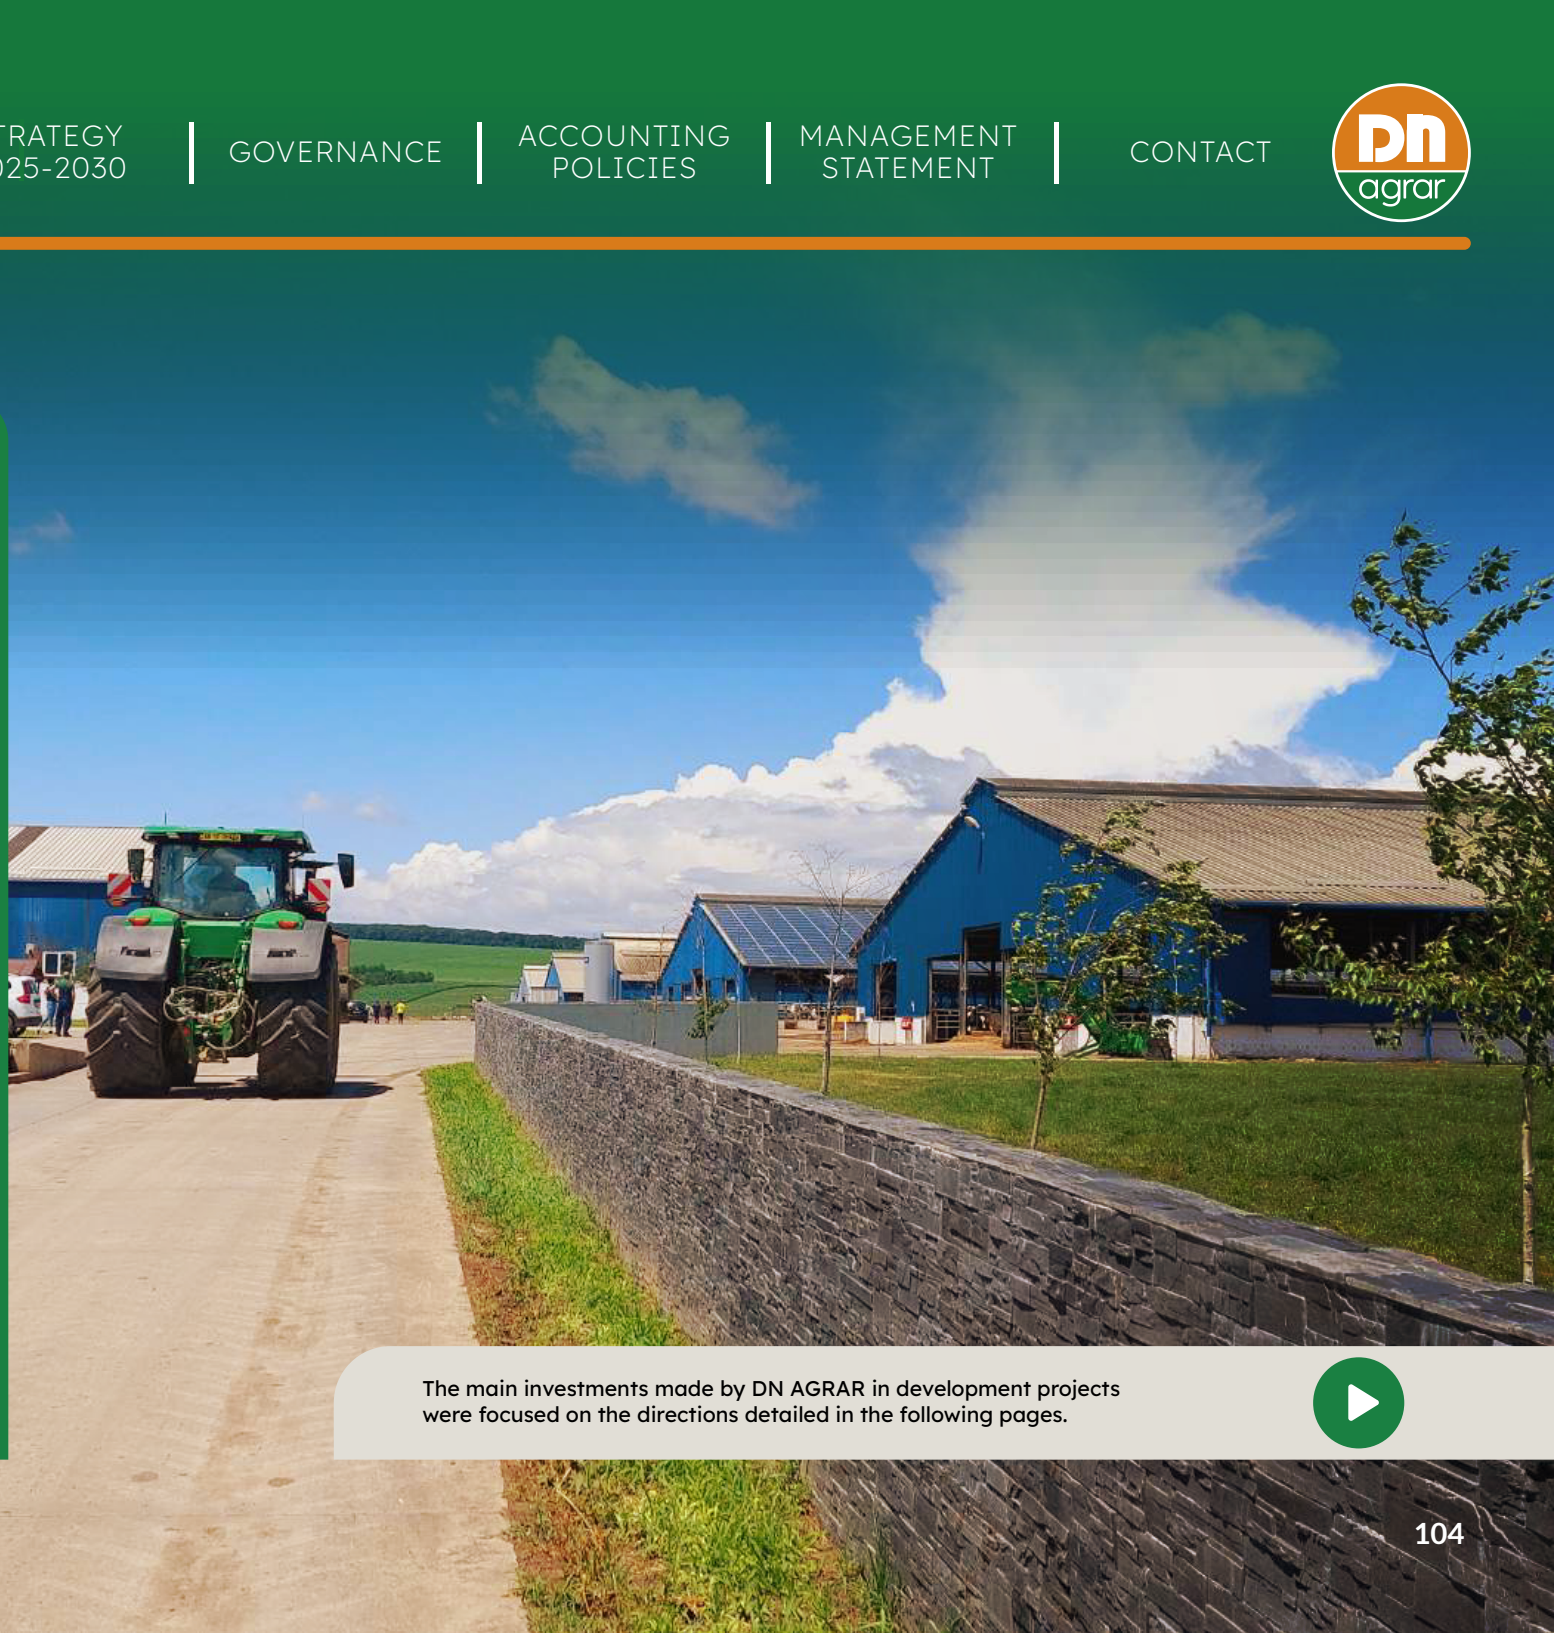 TRATEGY
025-2030
GOVERNANCE
ACCOUNTING
POLICIES
MANAGEMENT
STATEMENT
CONTACT
DN
agrar
The main investments made by DN AGRAR in development projects
were focused on the directions detailed in the following pages.
104